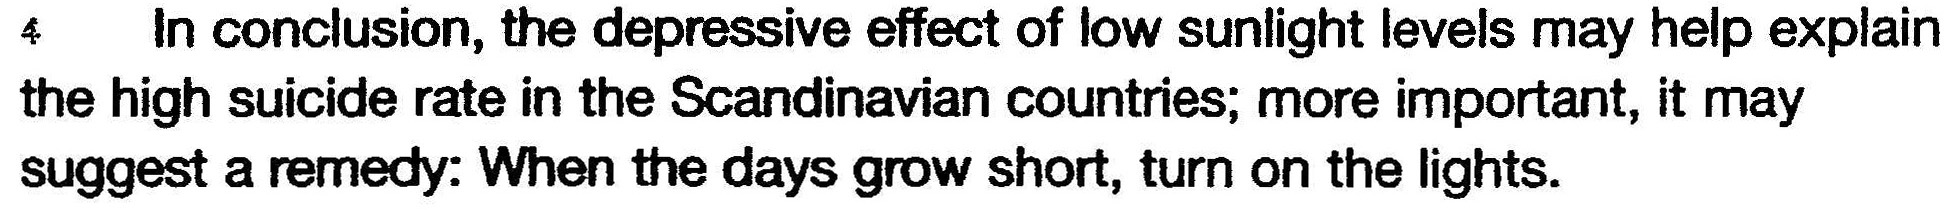 4 In conclusion, the depressive effect of low sunlight levels may help explain
the high suicide rate in the Scandinavian countries; more important, it may
suggest a remedy: When the days grow short, turn on the lights.